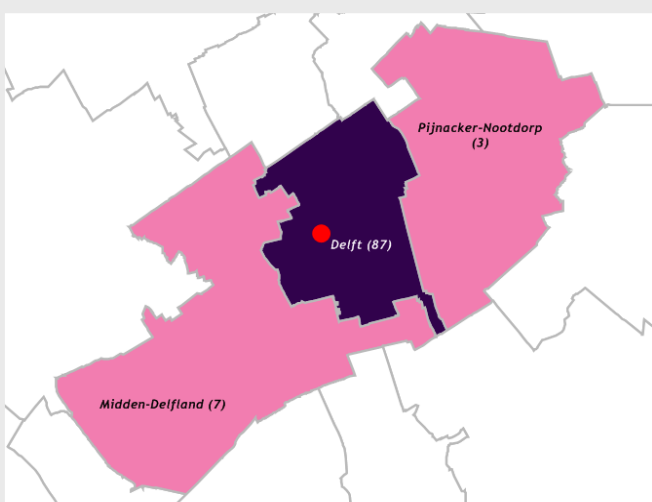 Pijnacker-Nootdorp
(3)
Delft (87)
Midden-Delfland (7)